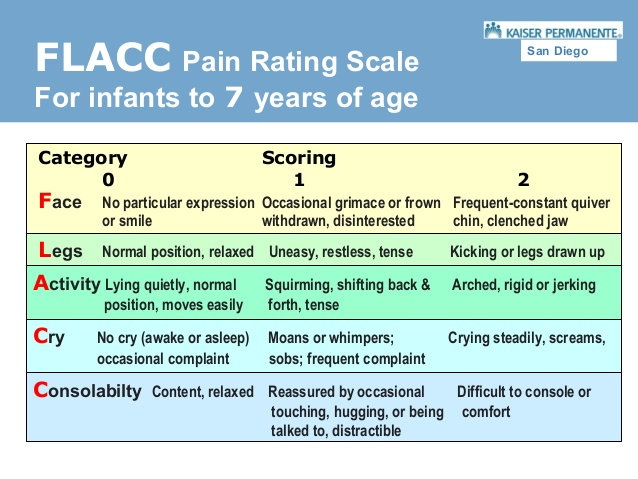 KAISER PERMANENTE®
San Diego
FLACC Pain Rating Scale
For infants to 7 years of age
Category Scoring
0 1 2
Face No particular expression Occasional grimace or frown Frequent-constant quiver
or smile withdrawn, disinterested chin, clenched jaw
Legs Normal position, relaxed Uneasy, restless, tense Kicking or legs drawn up
Activity Lying quietly, normal Squirming, shifting back & Arched, rigid or jerking
position, moves easily forth, tense
Cry No cry (awake or asleep) Moans or whimpers; Crying steadily, screams,
occasional complaint sobs; frequent complaint
Consolabilty Content, relaxed Reassured by occasional Difficult to console or
touching, hugging, or being comfort
talked to, distractible